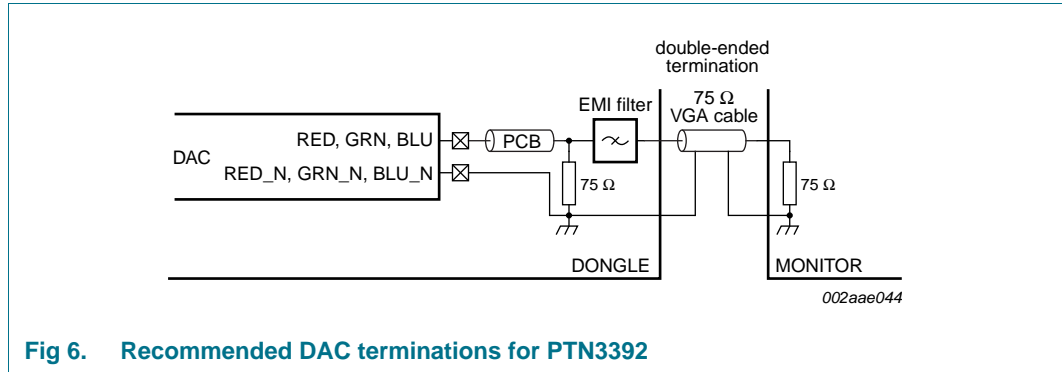 double-ended
termination
75 Ω
VGA cable
EMI filter
RED, GRN, BLU
PCB
DAC
RED_N, GRN_N, BLU_N
75 Ω
75 Ω
DONGLE
MONITOR
002aae044
Fig 6. Recommended DAC terminations for PTN3392